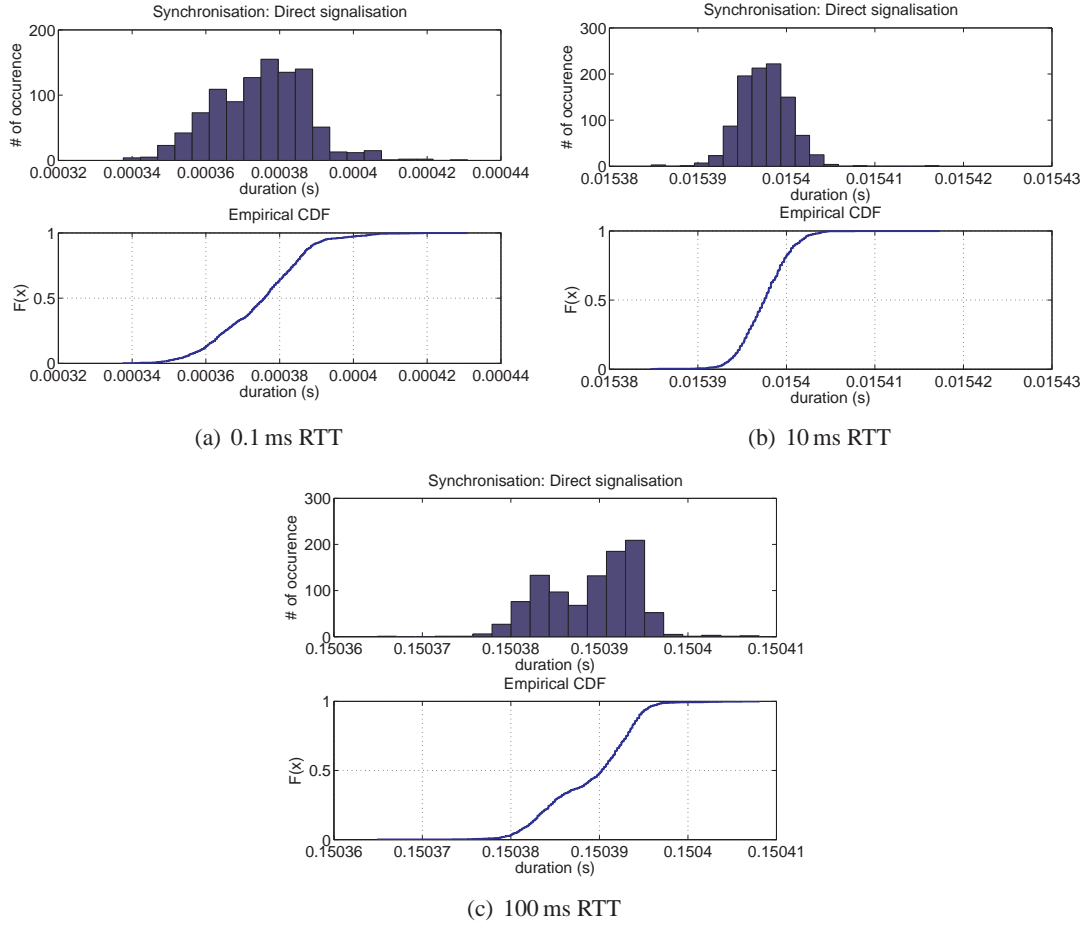 Synchronisation: Direct signalisation
200
100
0
# of occurence
0.00032 0.00034 0.00036 0.00038 0.0004 0.00042 0.00044
duration (s)
Empirical CDF
1
0.5
0
F(x)
0.00032 0.00034 0.00036 0.00038 0.0004 0.00042 0.00044
duration (s)
(a) 0.1 ms RTT
Synchronisation: Direct signalisation
300
200
100
0
# of occurence
0.01538 0.01539 0.0154 0.01541 0.01542 0.01543
duration (s)
Empirical CDF
1
0.5
0
F(x)
0.01538 0.01539 0.0154 0.01541 0.01542 0.01543
duration (s)
(b) 10 ms RTT
Synchronisation: Direct signalisation
300
200
100
0
# of occurence
0.15036 0.15037 0.15038 0.15039 0.1504 0.15041
duration (s)
Empirical CDF
1
0.5
0
F(x)
0.15036 0.15037 0.15038 0.15039 0.1504 0.15041
duration (s)
(c) 100 ms RTT